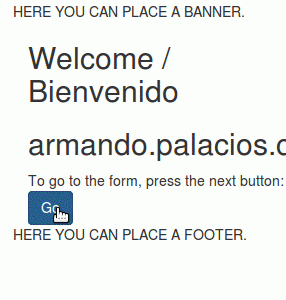 HERE YOU CAN PLACE A BANNER.
Welcome /
Bienvenido
armando.palacios.c
To go to the form, press the next button:
Go
HERE YOU CAN PLACE A FOOTER.